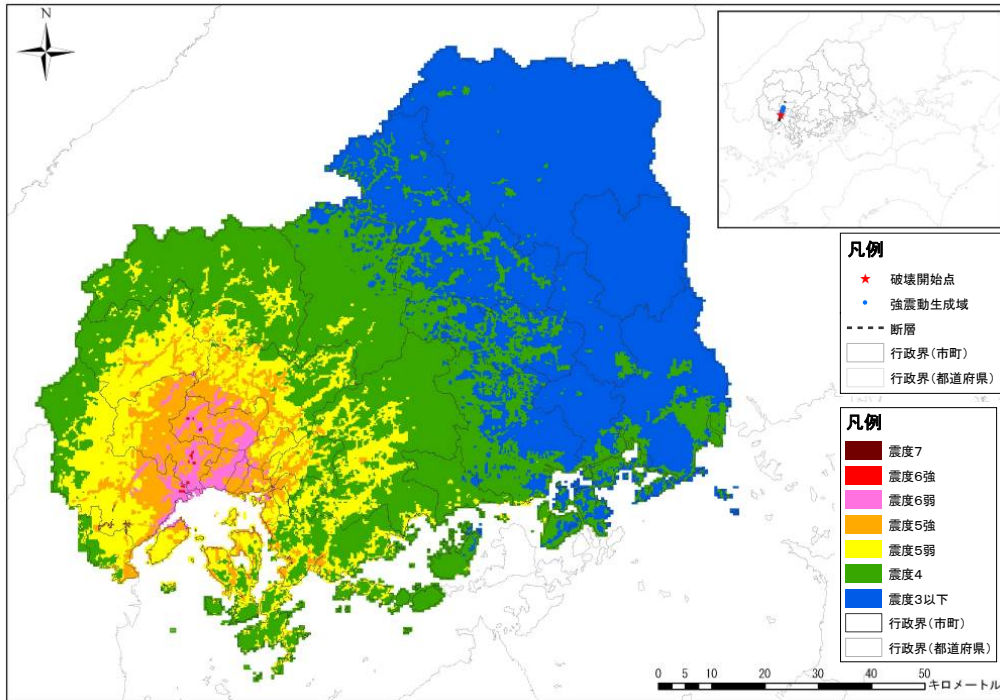 N
凡例
破壊開始点
強震動生成域
断層
行政界(市町)
行政界(都道府県)
凡例
震度7
震度6強
震度6弱
震度5強
震度5弱
震度4
震度3以下
行政界(市町)
行政界(都道府県)
0 5 10 20 30 40 50
キロメートル